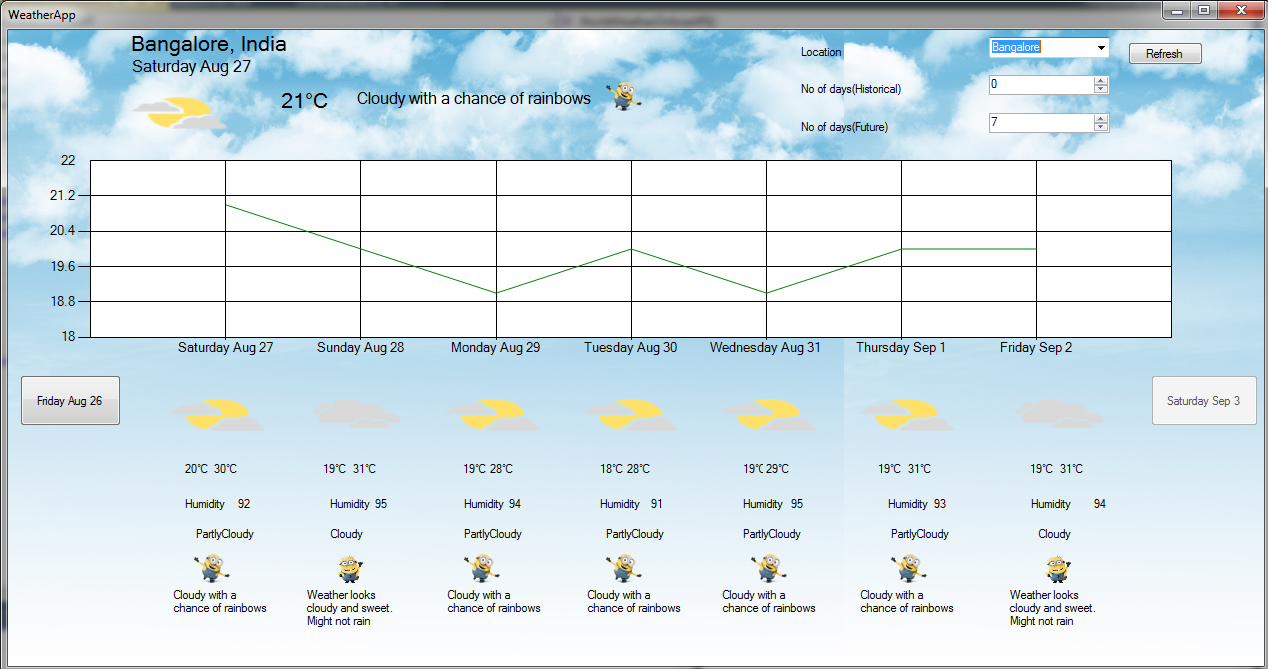 WeatherApp
Bangalore, India
Saturday Aug 27
21°C Cloudy with a chance of rainbows
Location Bangalore Refresh
No of days(Historical) 0
No of days(Future) 7
22
21.2
20.4
19.6
18.8
18
Saturday Aug 27 Sunday Aug 28 Monday Aug 29 Tuesday Aug 30 Wednesday Aug 31 Thursday Sep 1 Friday Sep 2
Friday Aug 26 Saturday Sep 3
20°C 30°C 19°C 31°C 19°C 28°C 18°C 28°C 19°C 29°C 19°C 31°C 19°C 31°C
Humidity 92 Humidity 95 Humidity 94 Humidity 91 Humidity 95 Humidity 93 Humidity 94
PartlyCloudy Cloudy PartlyCloudy PartlyCloudy PartlyCloudy PartlyCloudy Cloudy
Cloudy with a Weather looks Cloudy with a Cloudy with a Cloudy with a Cloudy with a Weather looks
chance of rainbows cloudy and sweet. chance of rainbows chance of rainbows chance of rainbows chance of rainbows cloudy and sweet.
Might not rain Might not rain